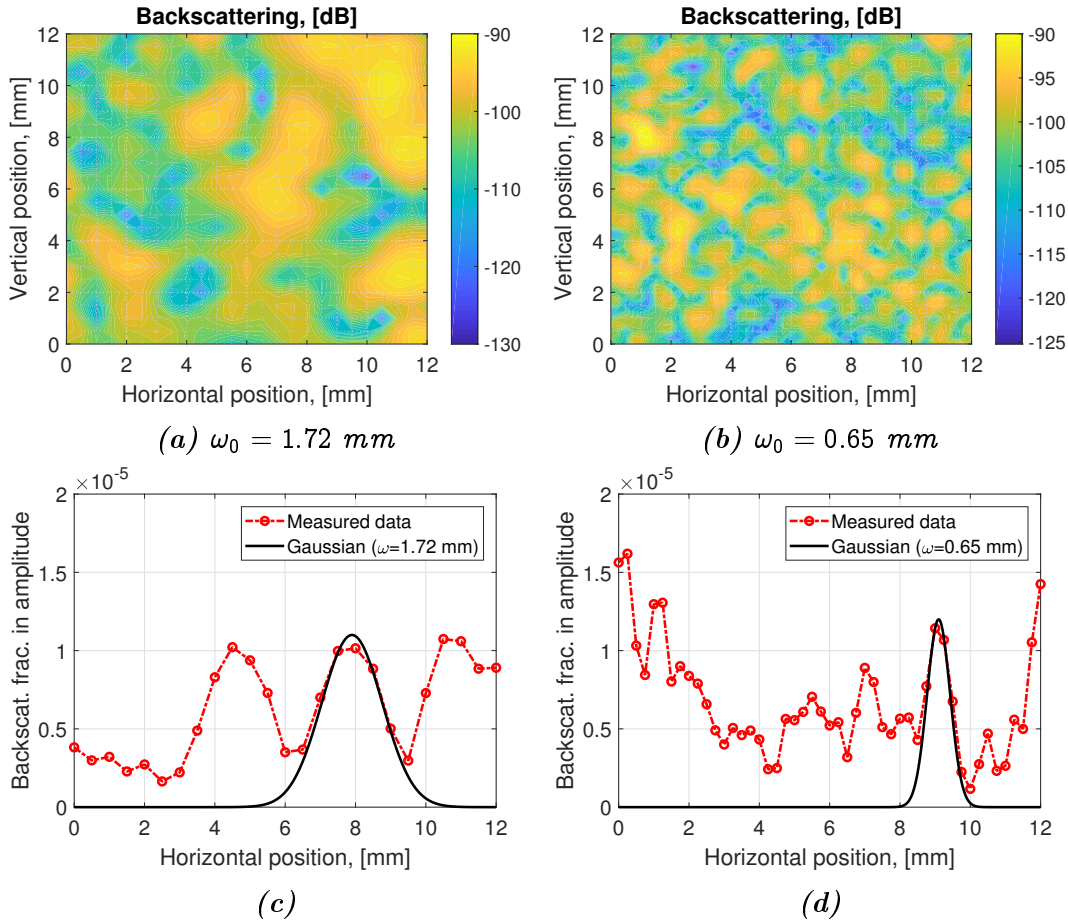 Backscattering, [dB]
Vertical position, [mm]
12
10
8
6
4
2
0
0 2 4 6 8 10 12
Horizontal position, [mm]
-90
-100
-110
-120
-130
(a) ω0 = 1.72 mm
Backscattering, [dB]
Vertical position, [mm]
12
10
8
6
4
2
0
0 2 4 6 8 10 12
Horizontal position, [mm]
-90
-95
-100
-105
-110
-115
-120
-125
(b) ω0 = 0.65 mm
×10^-5
Backscat. frac. in amplitude
2
1.5
1
0.5
0
Measured data
Gaussian (ω=1.72 mm)
0 2 4 6 8 10 12
Horizontal position, [mm]
(c)
×10^-5
Backscat. frac. in amplitude
2
1.5
1
0.5
0
Measured data
Gaussian (ω=0.65 mm)
0 2 4 6 8 10 12
Horizontal position, [mm]
(d)